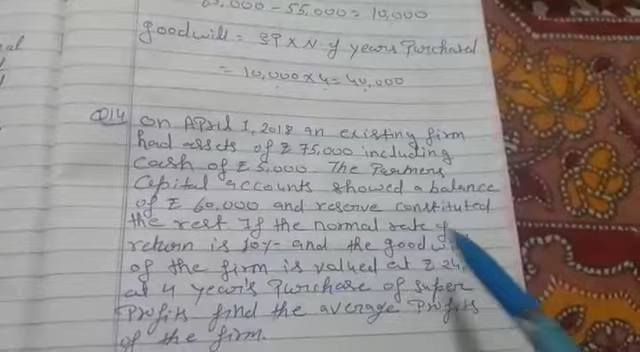 - 55,000 = 10,000
goodwill = SP X N. of years Purchased
= 10,000 x 4 = 40,000
Q14 On April 1, 2018 an existing firm
had assets of ₹ 75,000 including
Cash of ₹ 5,000. The Partners
Capital accounts showed a balance
of ₹ 60,000 and reserve constituted
the rest If the normal rate of
return is 10% and the good
of the firm is valued at ₹ 24,
at 4 year's Purchase of super
Profits find the average Profits
of the firm.